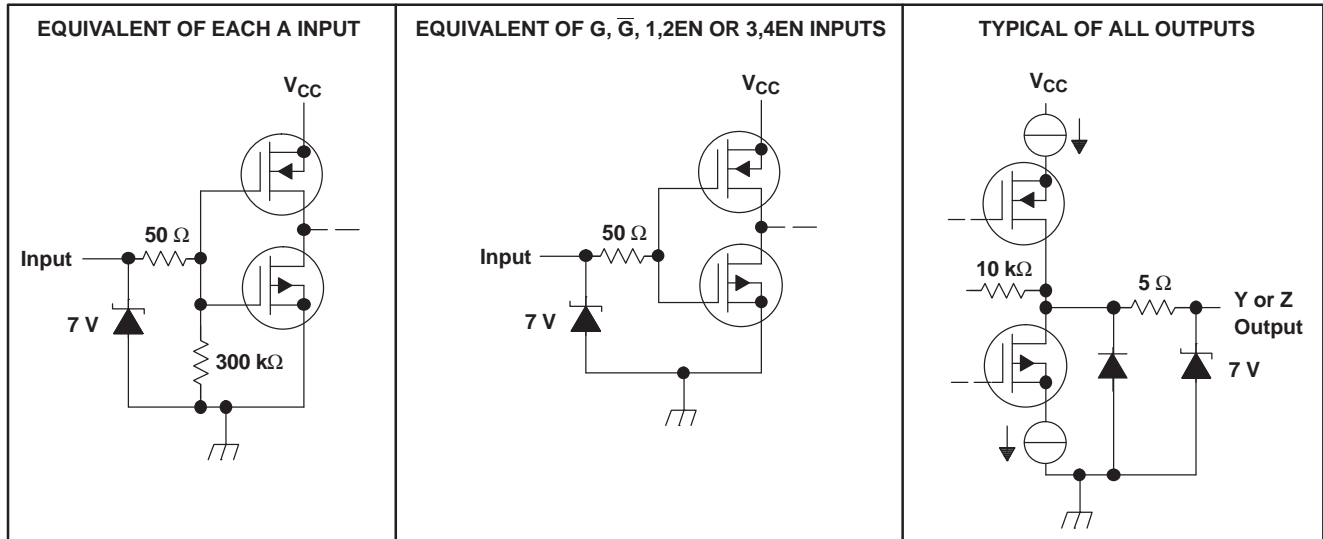 EQUIVALENT OF EACH A INPUT
VCC
50 Ω
Input
7 V
300 kΩ
EQUIVALENT OF G, G̅, 1,2EN OR 3,4EN INPUTS
VCC
50 Ω
Input
7 V
TYPICAL OF ALL OUTPUTS
VCC
10 kΩ
5 Ω
Y or Z
Output
7 V